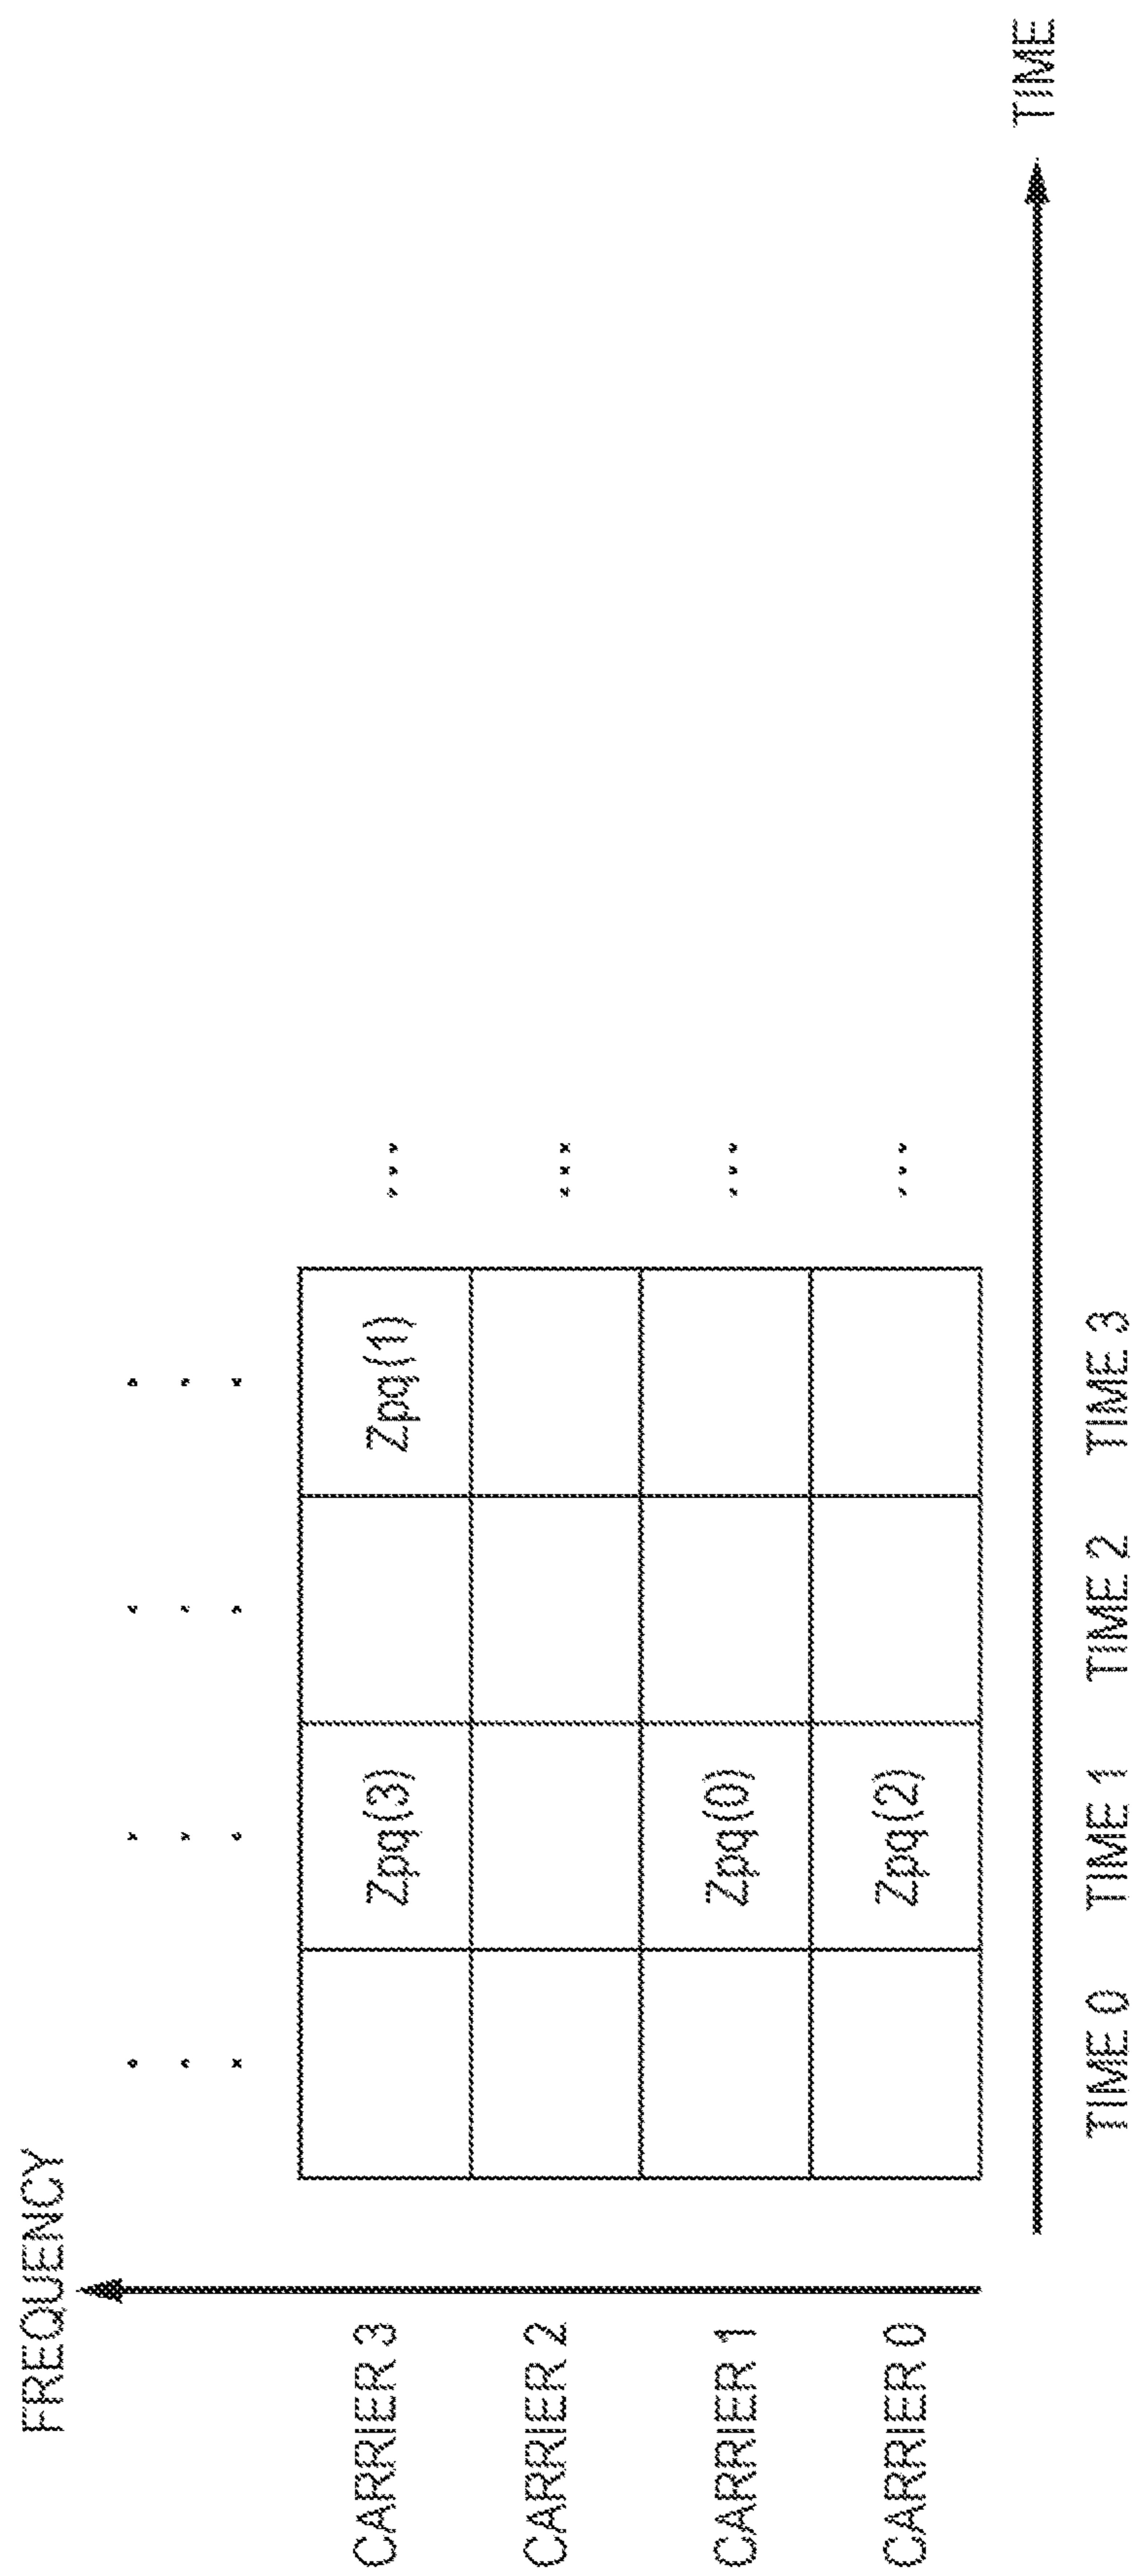 FREQUENCY
CARRIER 3
Zpq(3)
Zpq(1)
...
CARRIER 2
...
CARRIER 1
Zpq(0)
...
CARRIER 0
Zpq(2)
...
TIME
TIME 0
TIME 1
TIME 2
TIME 3